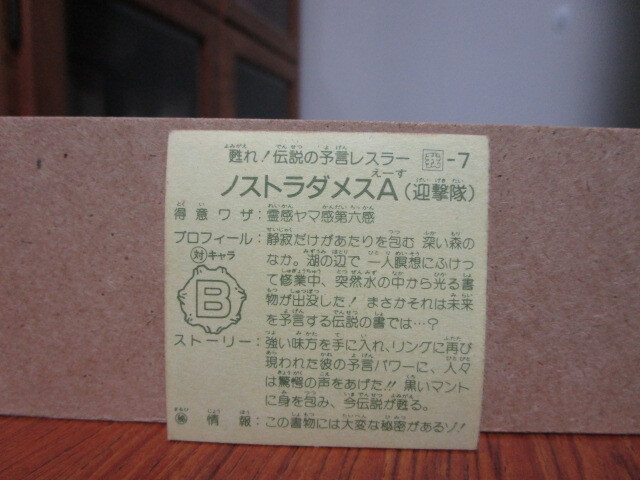 甦れ！伝説の予言レスラー -7
ノストラダメスA(迎撃隊)
得意ワザ：霊感ヤマ感第六感
プロフィール：静寂だけがあたりを包む 深い森の
なか。湖の辺で 一人瞑想にふけっ
て修業中、突然水の中から光る書
物が出没した！ まさかそれは未来
を予言する伝説の書では…？
対キャラ
B
ストーリー：強い味方を手に入れ、リングに再び
現われた彼の予言パワーに、人々
は驚愕の声をあげた!! 黒いマント
に身を包み、今伝説が甦る。
秘情報：この書物には大変な秘密があるゾ！